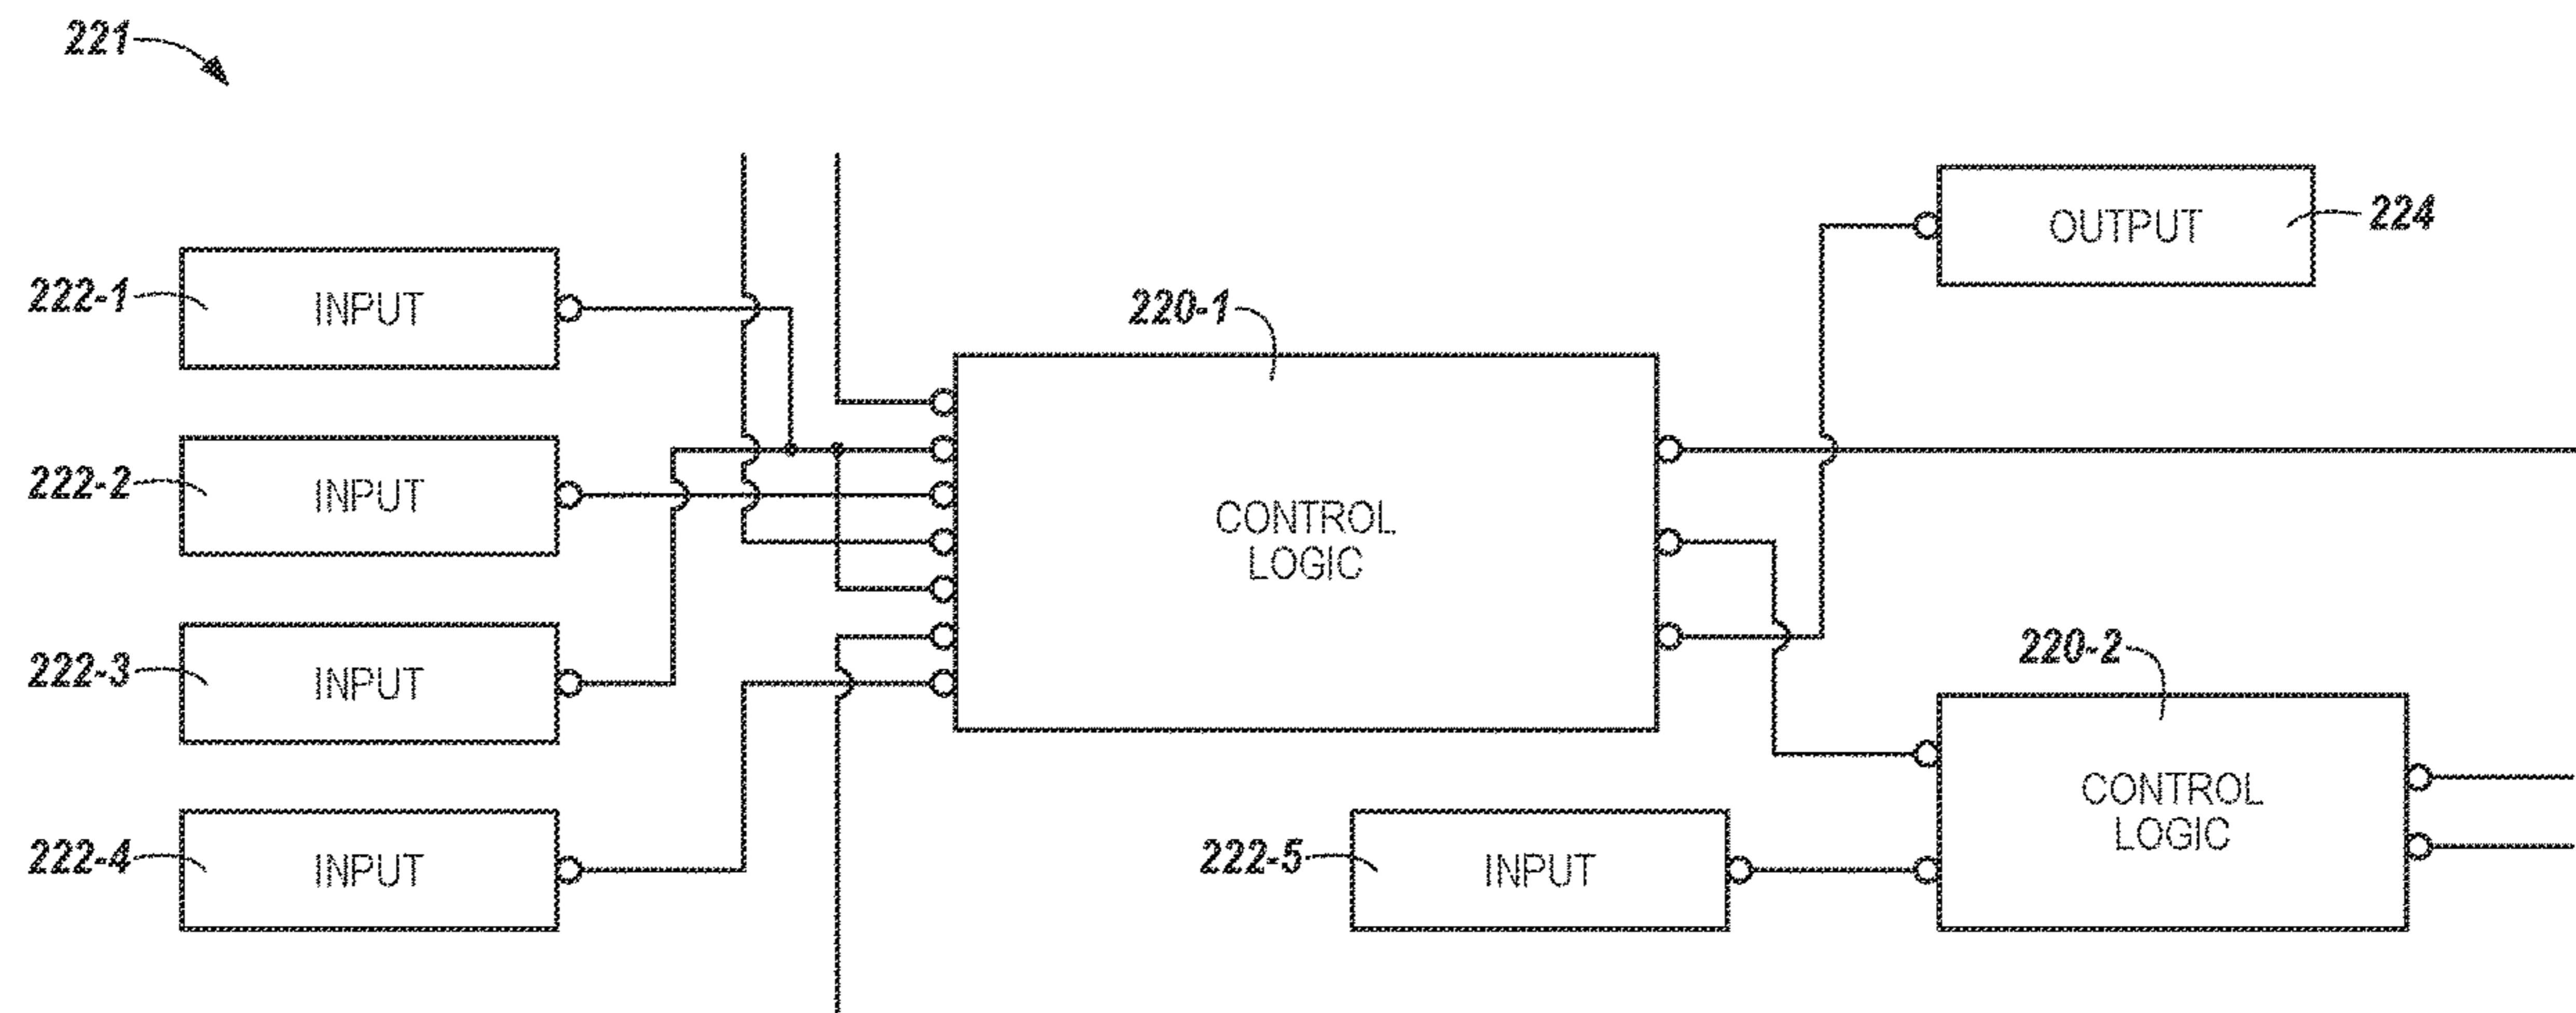 221
OUTPUT
224
222-1
INPUT
220-1
222-2
INPUT
CONTROL
LOGIC
222-3
INPUT
220-2
222-4
INPUT
222-5
INPUT
CONTROL
LOGIC